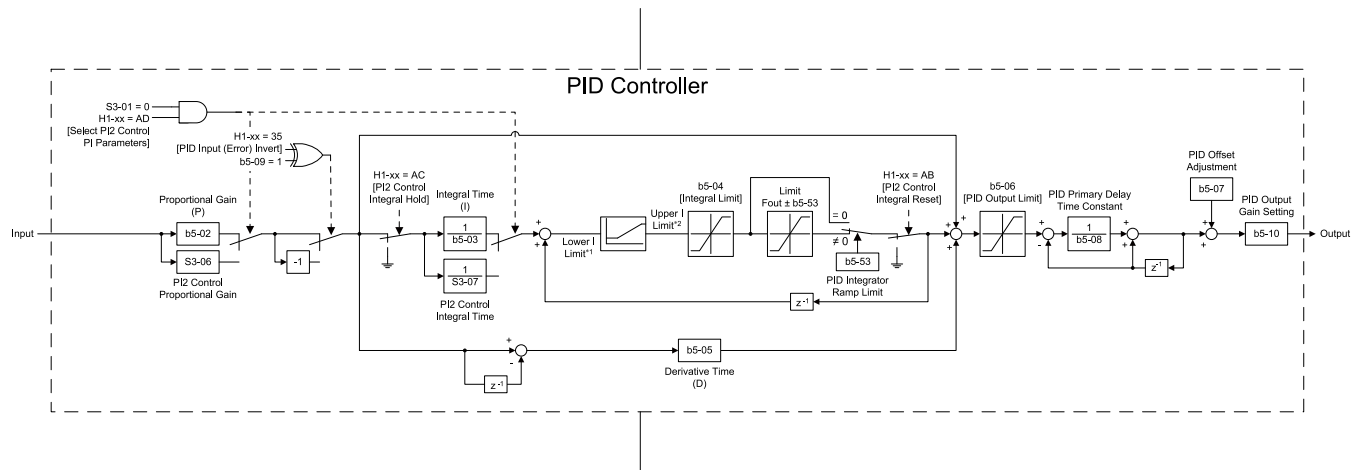 PID Controller
S3-01 = 0
H1-xx = AD
[Select PI2 Control
PI Parameters]
H1-xx = 35
[PID Input (Error) Invert]
b5-09 = 1
Proportional Gain
(P)
Input
b5-02
S3-06
PI2 Control
Proportional Gain
-1
H1-xx = AC
[PI2 Control
Integral Hold]
Integral Time
(I)
1
b5-03
1
S3-07
PI2 Control
Integral Time
+
+
Lower I
Limit*1
Upper I
Limit*2
b5-04
[Integral Limit]
Limit
Fout ± b5-53
= 0
≠ 0
b5-53
PID Integrator
Ramp Limit
H1-xx = AB
[PI2 Control
Integral Reset]
z-1
+
-
z-1
b5-05
Derivative Time
(D)
+
+
+
b5-06
[PID Output Limit]
+
-
PID Primary Delay
Time Constant
1
b5-08
+
+
z-1
PID Offset
Adjustment
b5-07
+
+
PID Output
Gain Setting
b5-10
Output